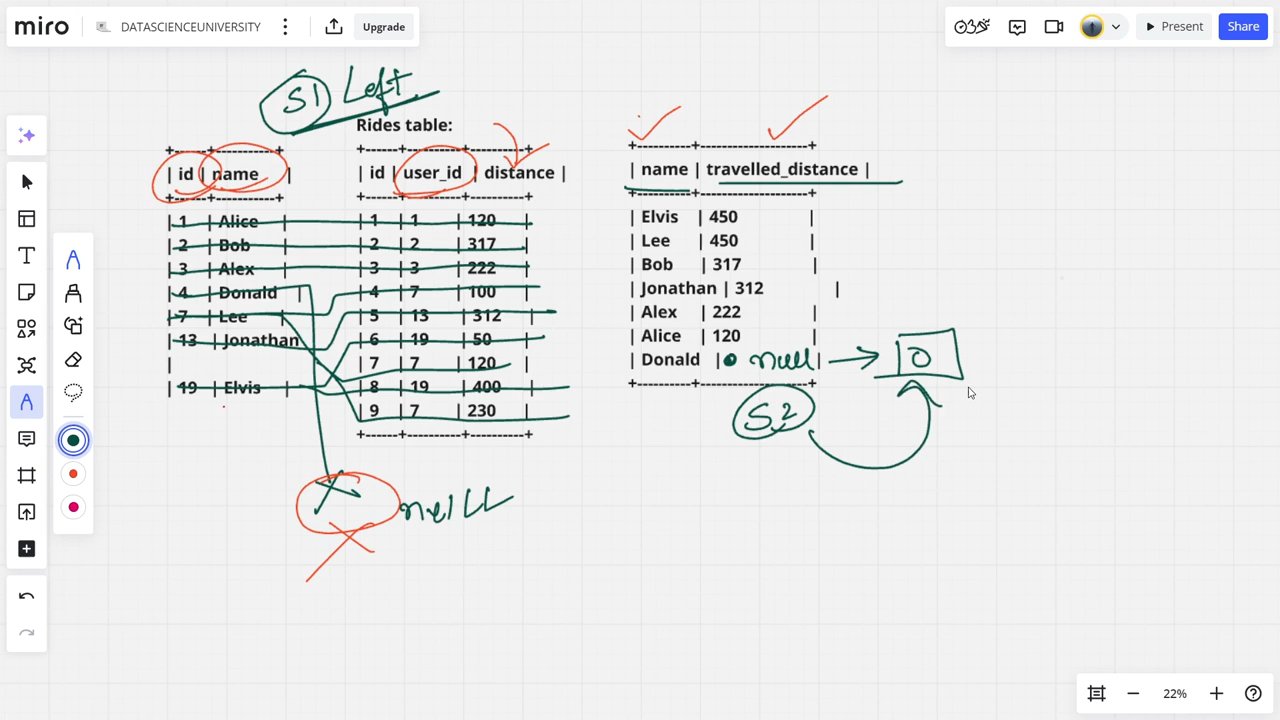 miro DATASCIENCEUNIVERSITY Upgrade
Present Share
S1 Left
Rides table:
+------+-----------+
| id | name |
+------+-----------+
| 1 | Alice |
| 2 | Bob |
| 3 | Alex |
| 4 | Donald |
| 7 | Lee |
| 13 | Jonathan
|
| 19 | Elvis |
+------+----------+----------+
| id | user_id | distance |
+------+----------+----------+
| 1 | 1 | 120 |
| 2 | 2 | 317 |
| 3 | 3 | 222 |
| 4 | 7 | 100 |
| 5 | 13 | 312 |
| 6 | 19 | 50 |
| 7 | 7 | 120 |
| 8 | 19 | 400 |
| 9 | 7 | 230 |
+------+----------+----------+
null
+----------+--------------------+
| name | travelled_distance |
+----------+--------------------+
| Elvis | 450 |
| Lee | 450 |
| Bob | 317 |
| Jonathan | 312 |
| Alex | 222 |
| Alice | 120 |
| Donald | null | 0
+----------+--------------------+
S2
22%